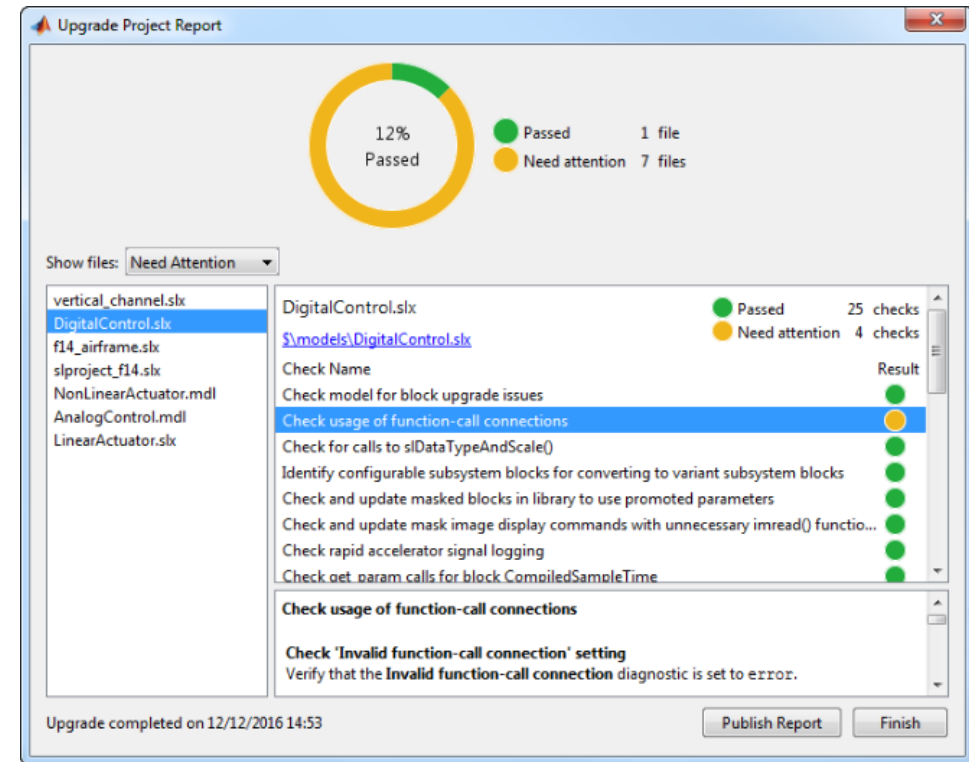 Upgrade Project Report
12%
Passed
Passed 1 file
Need attention 7 files
Show files: Need Attention
vertical_channel.slx
DigitalControl.slx
f14_airframe.slx
slproject_f14.slx
NonLinearActuator.mdl
AnalogControl.mdl
LinearActuator.slx
DigitalControl.slx
Passed 25 checks
Need attention 4 checks
$\models\DigitalControl.slx
Check Name Result
Check model for block upgrade issues
Check usage of function-call connections
Check for calls to slDataTypeAndScale()
Identify configurable subsystem blocks for converting to variant subsystem blocks
Check and update masked blocks in library to use promoted parameters
Check and update mask image display commands with unnecessary imread() functio...
Check rapid accelerator signal logging
Check get_param calls for block CompiledSampleTime
Check usage of function-call connections
Check 'Invalid function-call connection' setting
Verify that the Invalid function-call connection diagnostic is set to error.
Upgrade completed on 12/12/2016 14:53
Publish Report
Finish